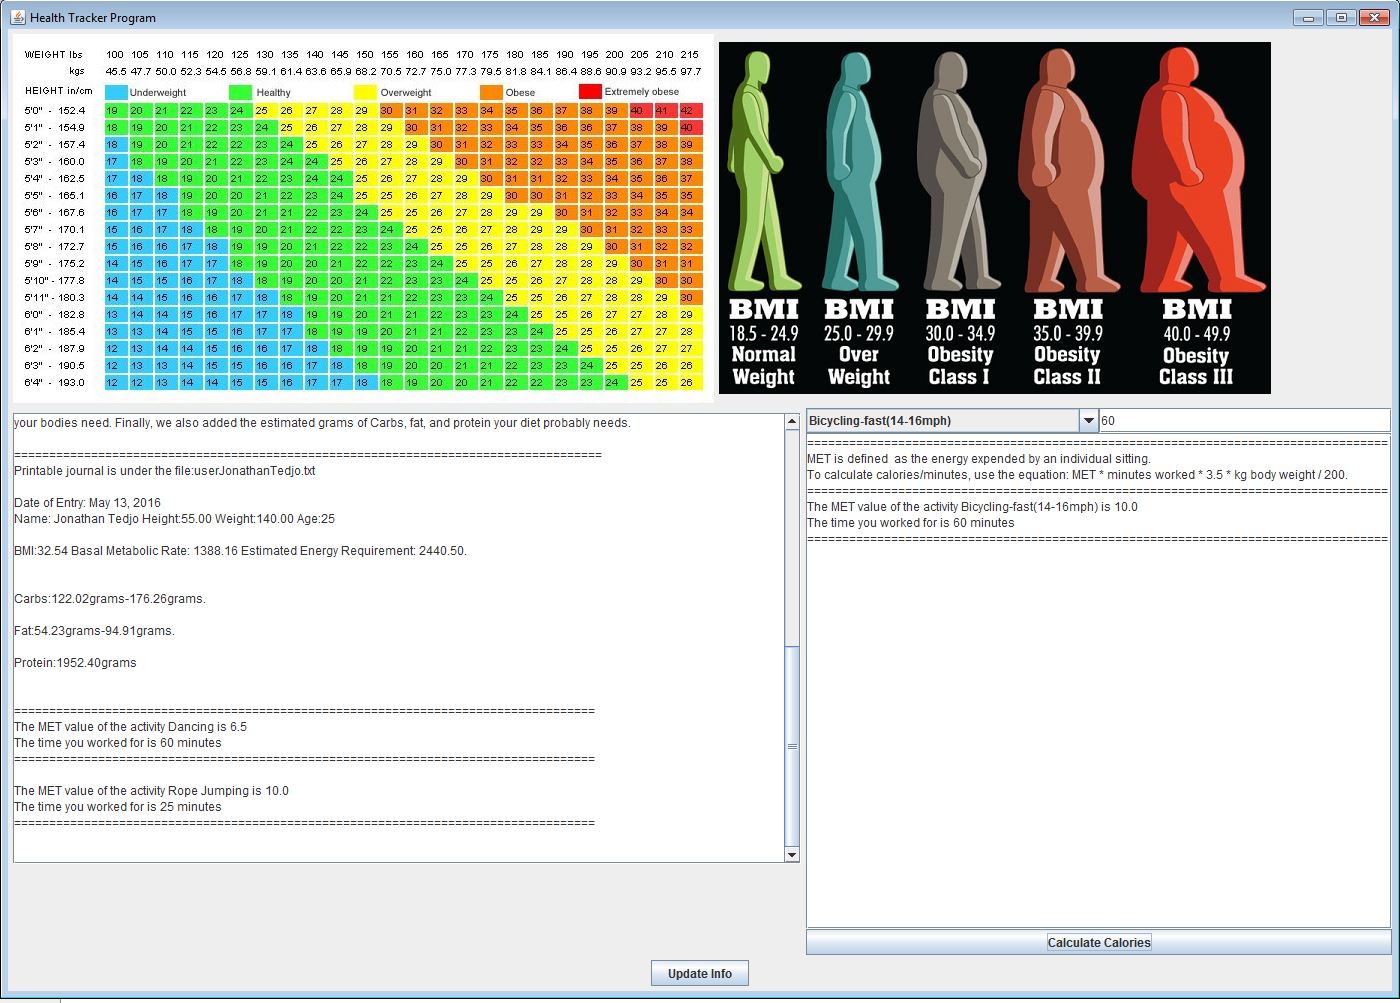 Health Tracker Program
WEIGHT lbs 100 105 110 115 120 125 130 135 140 145 150 155 160 165 170 175 180 185 190 195 200 205 210 215
kgs 45.5 47.7 50.0 52.3 54.5 56.8 59.1 61.4 63.6 65.9 68.2 70.5 72.7 75.0 77.3 79.5 81.8 84.1 86.4 88.6 90.9 93.2 95.5 97.7
HEIGHT in/cm Underweight Healthy Overweight Obese Extremely obese
5'0" - 152.4 19 20 21 22 23 24 25 26 27 28 29 30 31 32 33 34 35 36 37 38 39 40 41 42
5'1" - 154.9 18 19 20 21 22 23 24 25 26 27 28 29 30 31 32 33 34 35 36 36 37 38 39 40
5'2" - 157.4 18 19 20 21 22 22 23 24 25 26 27 28 29 30 31 32 33 33 34 35 36 37 38 39
5'3" - 160.0 17 18 19 20 21 22 23 24 24 25 26 27 28 29 30 31 32 32 33 34 35 36 37 38
5'4" - 162.5 17 18 18 19 20 21 22 23 24 24 25 26 27 28 29 30 31 31 32 33 34 35 36 37
5'5" - 165.1 16 17 18 19 20 20 21 22 23 24 25 25 26 27 28 29 30 30 31 32 33 34 35 35
5'6" - 167.6 16 17 17 18 19 20 21 21 22 23 24 25 25 26 27 28 29 29 30 31 32 33 34 34
5'7" - 170.1 15 16 17 18 18 19 20 21 22 22 23 24 25 25 26 27 28 29 29 30 31 32 33 33
5'8" - 172.7 15 16 16 17 18 19 19 20 21 22 22 23 24 25 25 26 27 28 28 29 30 31 32 32
5'9" - 175.2 14 15 16 17 17 18 19 20 20 21 22 22 23 24 25 25 26 27 28 28 29 30 31 31
5'10" - 177.8 14 15 15 16 17 18 18 19 20 20 21 22 23 23 24 25 25 26 27 28 28 29 30 30
5'11" - 180.3 14 14 15 16 16 17 18 18 19 20 21 21 22 23 23 24 25 25 26 27 28 28 29 30
6'0" - 182.8 13 14 14 15 16 17 17 18 19 19 20 21 21 22 23 23 24 25 25 26 27 27 28 29
6'1" - 185.4 13 13 14 15 15 16 17 17 18 19 19 20 21 21 22 23 23 24 25 25 26 27 27 28
6'2" - 187.9 12 13 14 14 15 16 16 17 18 18 19 19 20 21 21 22 23 23 24 25 25 26 27 27
6'3" - 190.5 12 13 13 14 15 15 16 16 17 18 18 19 20 20 21 21 22 23 23 24 25 25 26 26
6'4" - 193.0 12 12 13 14 14 15 15 16 17 17 18 18 19 20 20 21 22 22 23 23 24 25 25 26
BMI BMI BMI BMI BMI
18.5 - 24.9 25.0 - 29.9 30.0 - 34.9 35.0 - 39.9 40.0 - 49.9
Normal Over Obesity Obesity Obesity
Weight Weight Class I Class II Class III
your bodies need. Finally, we also added the estimated grams of Carbs, fat, and protein your diet probably needs.
====================================================================================
Printable journal is under the file:userJonathanTedjo.txt
Date of Entry: May 13, 2016
Name: Jonathan Tedjo Height:55.00 Weight:140.00 Age:25
BMI:32.54 Basal Metabolic Rate: 1388.16 Estimated Energy Requirement: 2440.50.
Carbs:122.02grams-176.26grams.
Fat:54.23grams-94.91grams.
Protein:1952.40grams
===================================================================================
The MET value of the activity Dancing is 6.5
The time you worked for is 60 minutes
===================================================================================
The MET value of the activity Rope Jumping is 10.0
The time you worked for is 25 minutes
===================================================================================
Bicycling-fast(14-16mph) 60
===================================================================================
MET is defined  as the energy expended by an individual sitting.
To calculate calories/minutes, use the equation: MET * minutes worked * 3.5 * kg body weight / 200.
===================================================================================
The MET value of the activity Bicycling-fast(14-16mph) is 10.0
The time you worked for is 60 minutes
===================================================================================
Calculate Calories
Update Info